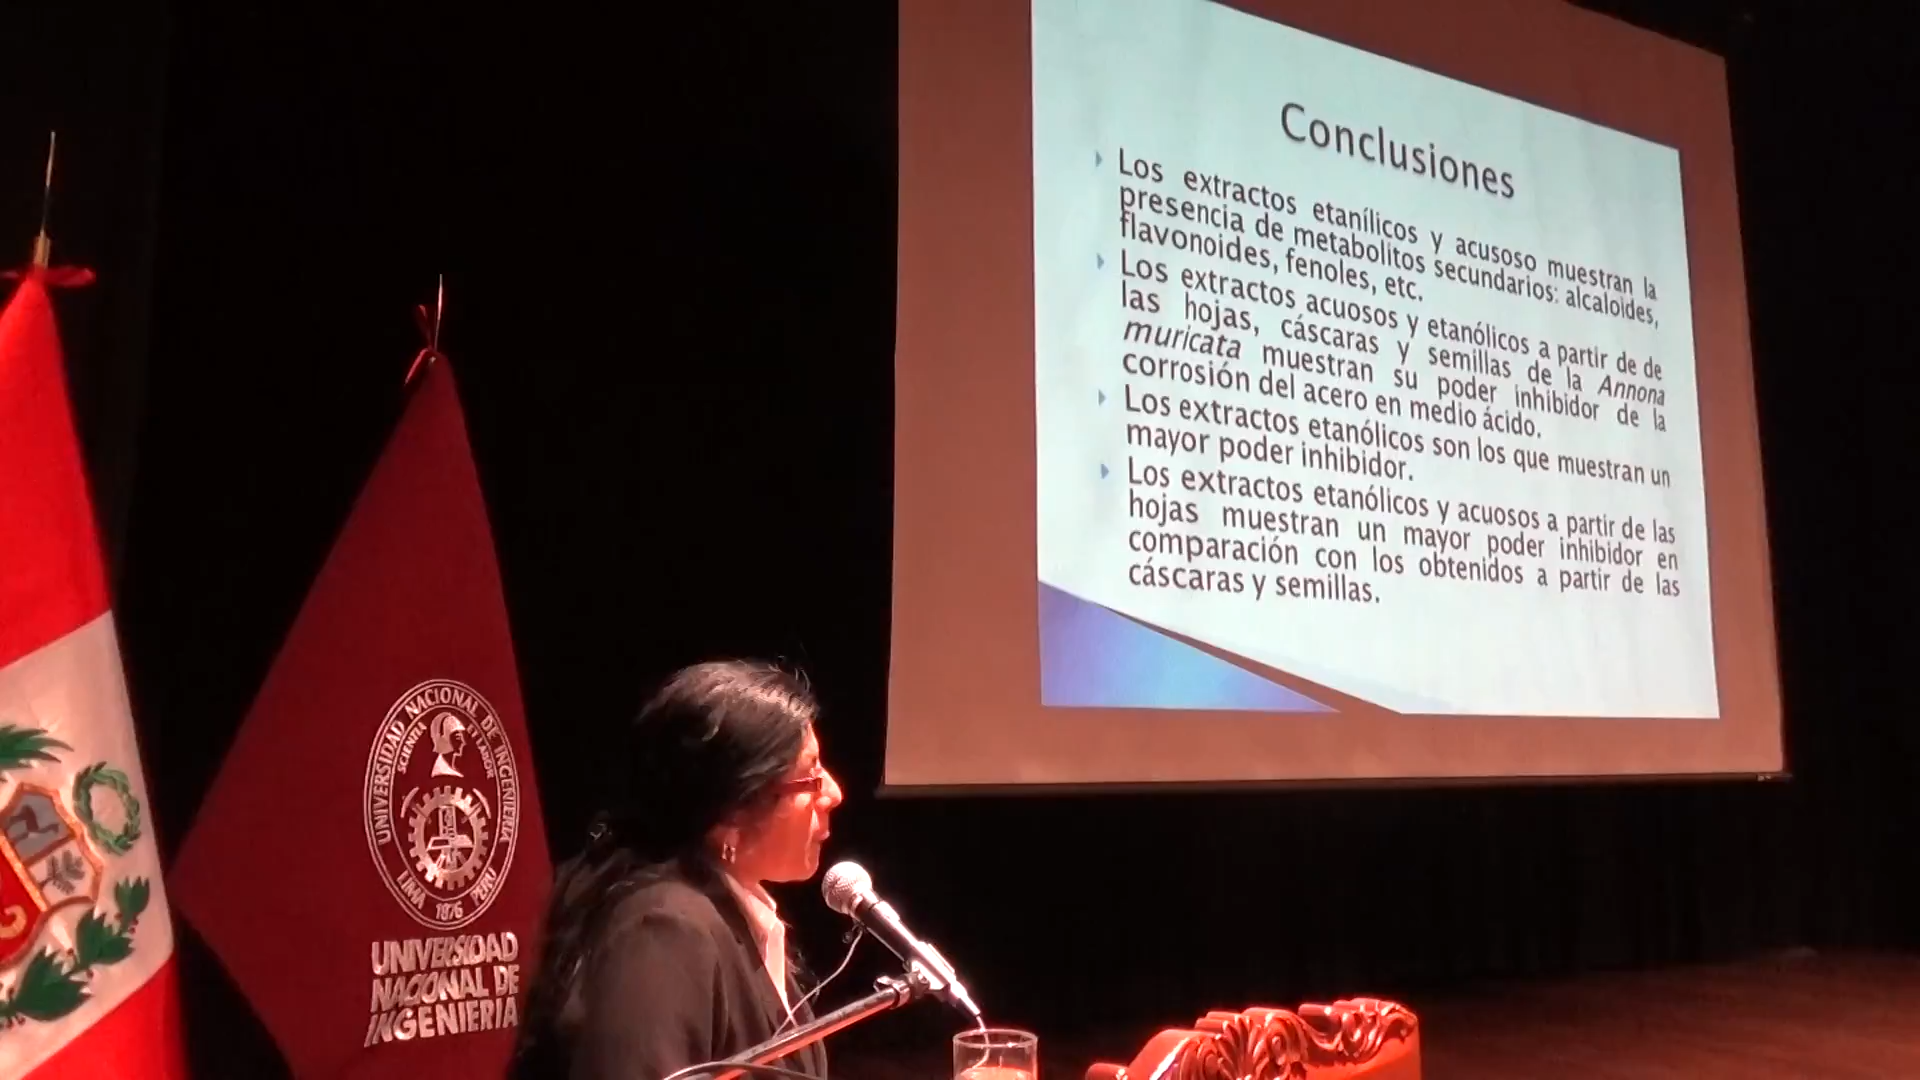 Conclusiones
Los extractos etanílicos y acusoso muestran la
presencia de metabolitos secundarios: alcaloides,
flavonoides, fenoles, etc.
Los extractos acuosos y etanólicos a partir de de
las hojas, cáscaras y semillas de la Annona
muricata muestran su poder inhibidor de la
corrosión del acero en medio ácido.
Los extractos etanólicos son los que muestran un
mayor poder inhibidor.
Los extractos etanólicos y acuosos a partir de las
hojas muestran un mayor poder inhibidor en
comparación con los obtenidos a partir de las
cáscaras y semillas.
UNIVERSIDAD NACIONAL DE INGENIERIA
SCIENTIA ET LABOR
LIMA 1876 PERU
UNIVERSIDAD
NACIONAL DE
INGENIERIA